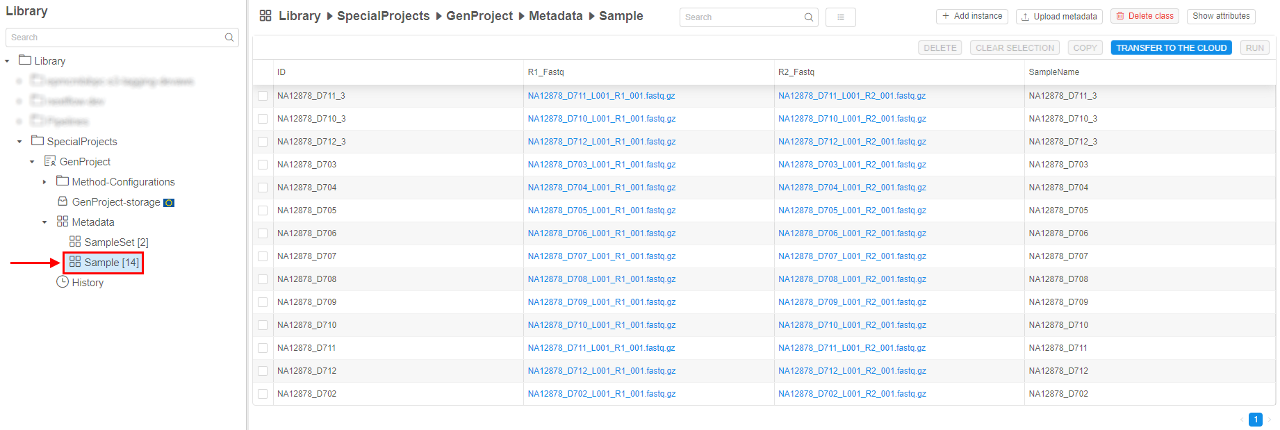 Library
Search
Library
SpecialProjects
GenProject
Method-Configurations
GenProject-storage
Metadata
SampleSet [2]
Sample [14]
History
Library SpecialProjects GenProject Metadata Sample
Search
+ Add instance Upload metadata Delete class Show attributes
DELETE CLEAR SELECTION COPY TRANSFER TO THE CLOUD RUN
ID R1_Fastq R2_Fastq SampleName
NA12878_D711_3 NA12878_D711_L001_R1_001.fastq.gz NA12878_D711_L001_R2_001.fastq.gz NA12878_D711_3
NA12878_D710_3 NA12878_D710_L001_R1_001.fastq.gz NA12878_D710_L001_R2_001.fastq.gz NA12878_D710_3
NA12878_D712_3 NA12878_D712_L001_R1_001.fastq.gz NA12878_D712_L001_R2_001.fastq.gz NA12878_D712_3
NA12878_D703 NA12878_D703_L001_R1_001.fastq.gz NA12878_D703_L001_R2_001.fastq.gz NA12878_D703
NA12878_D704 NA12878_D704_L001_R1_001.fastq.gz NA12878_D704_L001_R2_001.fastq.gz NA12878_D704
NA12878_D705 NA12878_D705_L001_R1_001.fastq.gz NA12878_D705_L001_R2_001.fastq.gz NA12878_D705
NA12878_D706 NA12878_D706_L001_R1_001.fastq.gz NA12878_D706_L001_R2_001.fastq.gz NA12878_D706
NA12878_D707 NA12878_D707_L001_R1_001.fastq.gz NA12878_D707_L001_R2_001.fastq.gz NA12878_D707
NA12878_D708 NA12878_D708_L001_R1_001.fastq.gz NA12878_D708_L001_R2_001.fastq.gz NA12878_D708
NA12878_D709 NA12878_D709_L001_R1_001.fastq.gz NA12878_D709_L001_R2_001.fastq.gz NA12878_D709
NA12878_D710 NA12878_D710_L001_R1_001.fastq.gz NA12878_D710_L001_R2_001.fastq.gz NA12878_D710
NA12878_D711 NA12878_D711_L001_R1_001.fastq.gz NA12878_D711_L001_R2_001.fastq.gz NA12878_D711
NA12878_D712 NA12878_D712_L001_R1_001.fastq.gz NA12878_D712_L001_R2_001.fastq.gz NA12878_D712
NA12878_D702 NA12878_D702_L001_R1_001.fastq.gz NA12878_D702_L001_R2_001.fastq.gz NA12878_D702
1